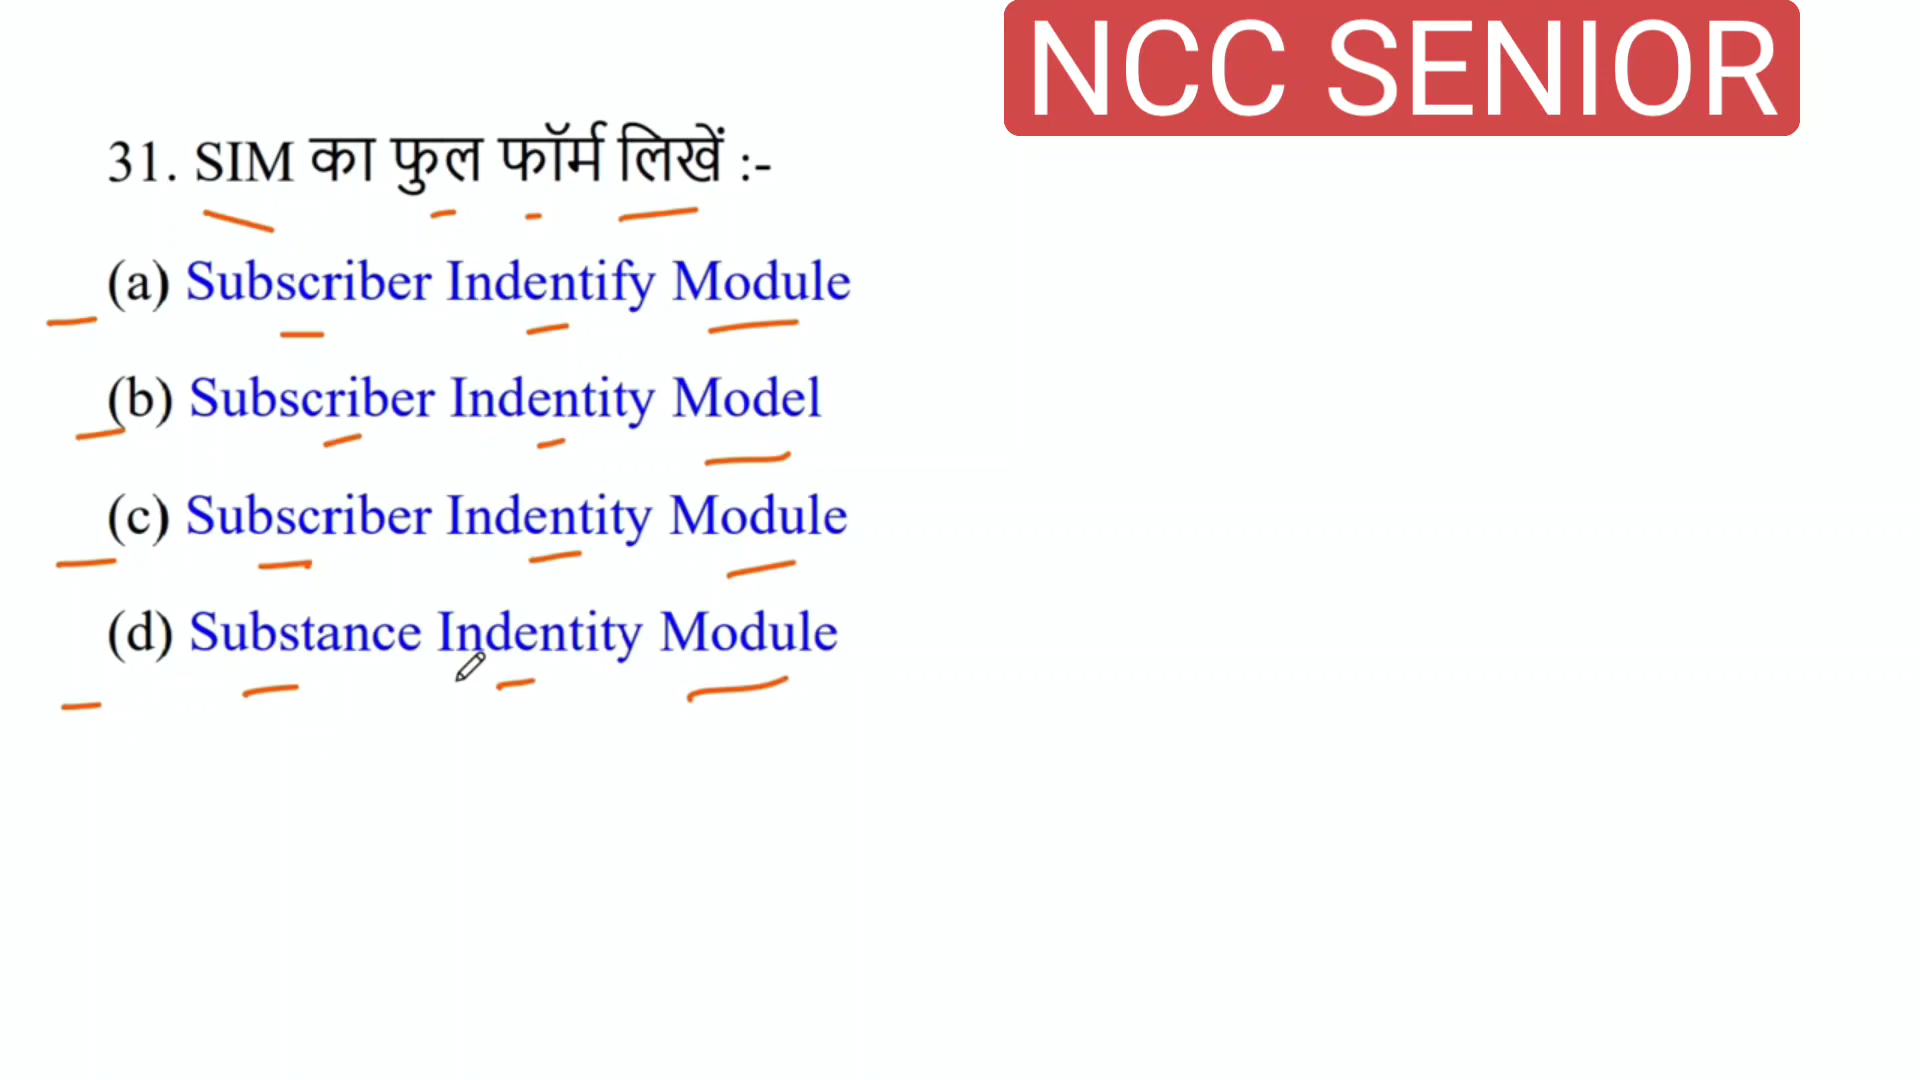 NCC SENIOR
31. SIM का फुल फॉर्म लिखें :-
(a) Subscriber Indentify Module
(b) Subscriber Indentity Model
(c) Subscriber Indentity Module
(d) Substance Indentity Module